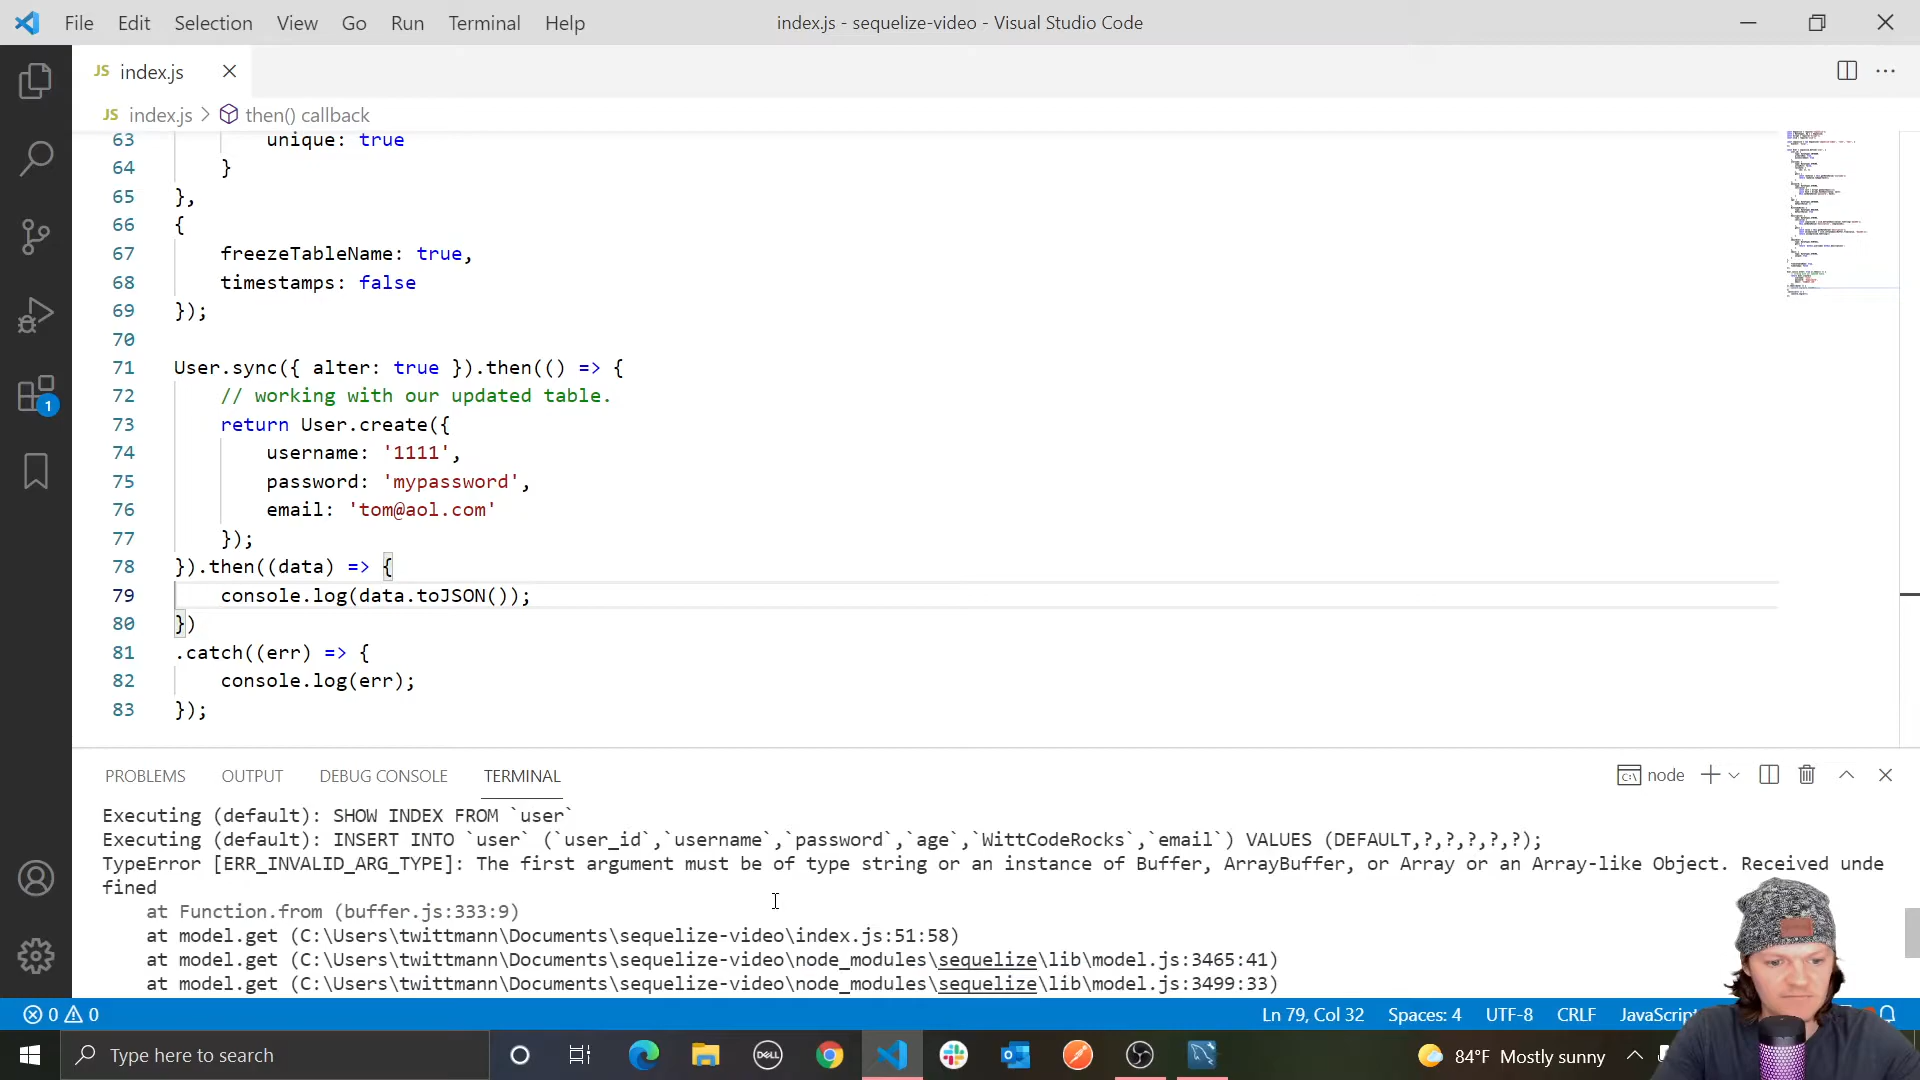 File Edit Selection View Go Run Terminal Help index.js - sequelize-video - Visual Studio Code
JS index.js
JS index.js > then() callback
63 unique: true
64 }
65 },
66 {
67 freezeTableName: true,
68 timestamps: false
69 });
70
71 User.sync({ alter: true }).then(() => {
72 // working with our updated table.
73 return User.create({
74 username: '1111',
75 password: 'mypassword',
76 email: 'tom@aol.com'
77 });
78 }).then((data) => {
79 console.log(data.toJSON());
80 })
81 .catch((err) => {
82 console.log(err);
83 });
1
PROBLEMS OUTPUT DEBUG CONSOLE TERMINAL node
Executing (default): SHOW INDEX FROM `user`
Executing (default): INSERT INTO `user` (`user_id`,`username`,`password`,`age`,`WittCodeRocks`,`email`) VALUES (DEFAULT,?,?,?,?,?);
TypeError [ERR_INVALID_ARG_TYPE]: The first argument must be of type string or an instance of Buffer, ArrayBuffer, or Array or an Array-like Object. Received unde
fined
at Function.from (buffer.js:333:9)
at model.get (C:\Users\twittmann\Documents\sequelize-video\index.js:51:58)
at model.get (C:\Users\twittmann\Documents\sequelize-video\node_modules\sequelize\lib\model.js:3465:41)
at model.get (C:\Users\twittmann\Documents\sequelize-video\node_modules\sequelize\lib\model.js:3499:33)
0 0 Ln 79, Col 32 Spaces: 4 UTF-8 CRLF JavaScript
Type here to search DELL 84°F Mostly sunny